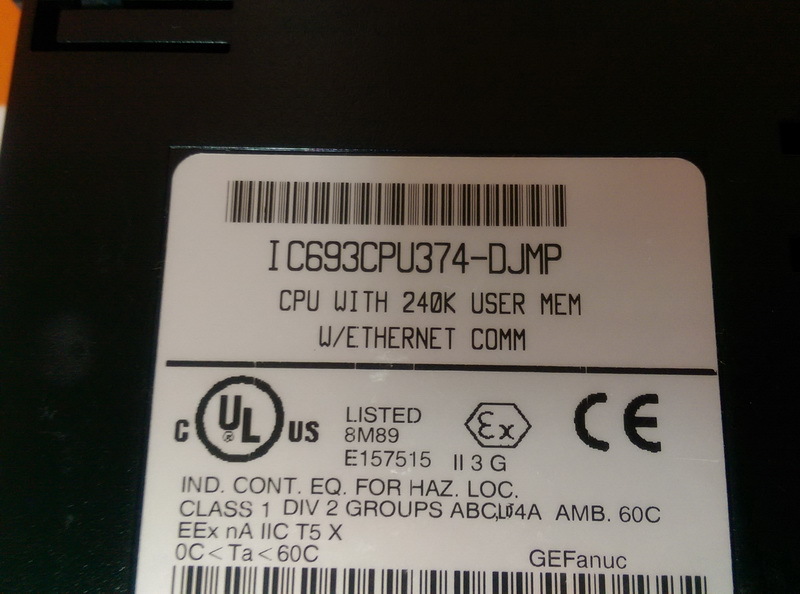 IC693CPU374-DJMP
CPU WITH 240K USER MEM
W/ETHERNET COMM
C UL ® US
LISTED
8M89
E157515
Ex
II 3 G
CE
IND. CONT. EQ. FOR HAZ. LOC.
CLASS 1 DIV 2 GROUPS AMB. 60C
EEx nA IIC T5 X
0C<Ta<60C
GEFanuc